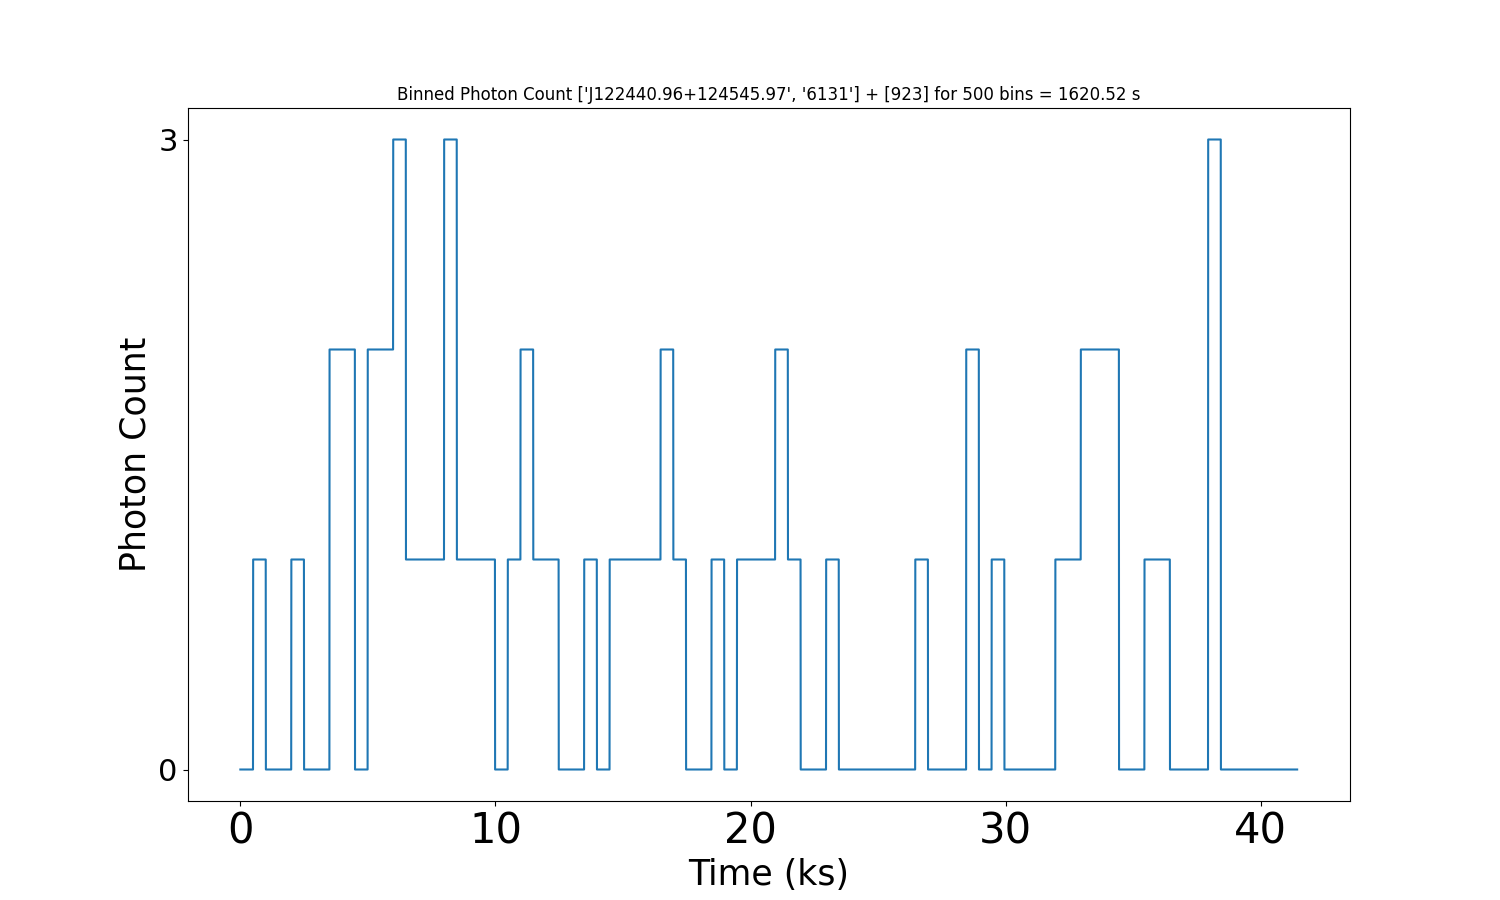 Binned Photon Count ['J122440.96+124545.97', '6131'] + [923] for 500 bins = 1620.52 s
3
Photon Count
0
0 10 20 30 40
Time (ks)